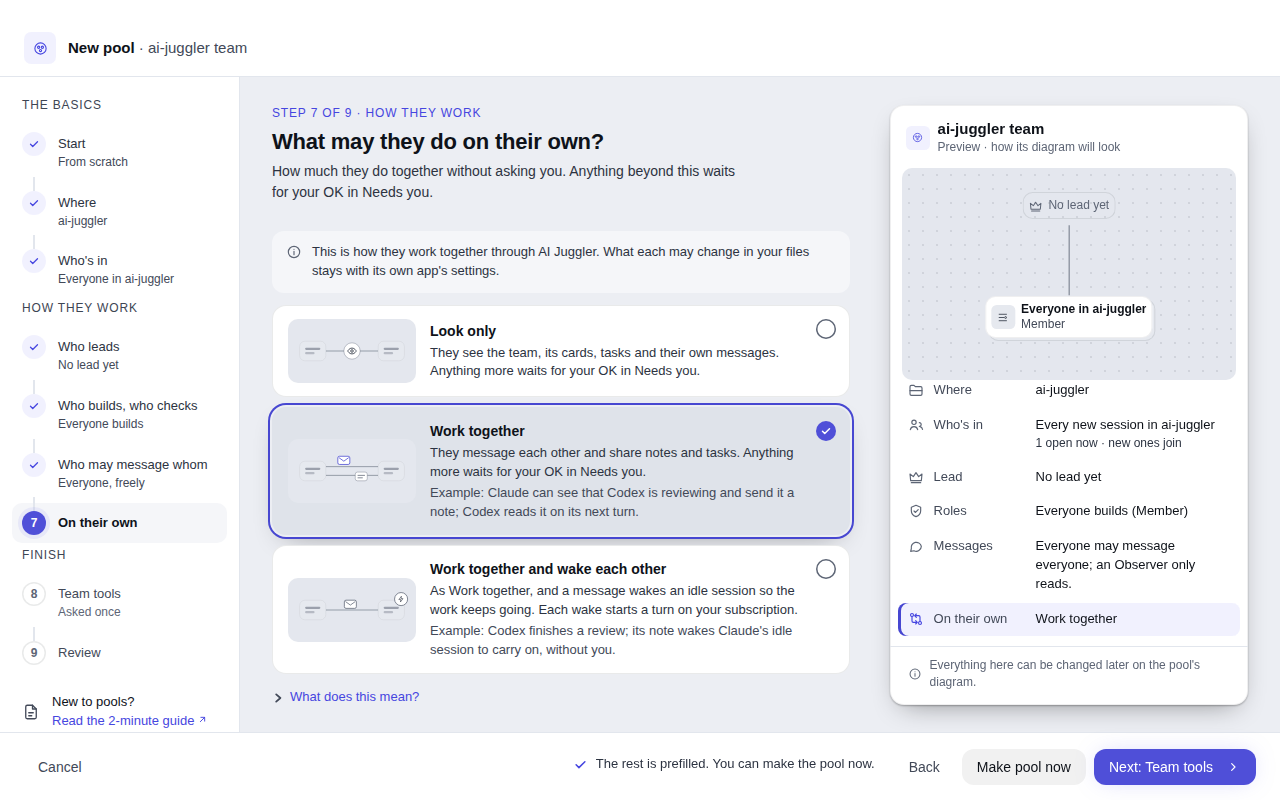 New pool · ai-juggler team
THE BASICS
Start
From scratch
Where
ai-juggler
Who's in
Everyone in ai-juggler
HOW THEY WORK
Who leads
No lead yet
Who builds, who checks
Everyone builds
Who may message whom
Everyone, freely
7 On their own
FINISH
8 Team tools
Asked once
9 Review
New to pools?
Read the 2-minute guide
STEP 7 OF 9 · HOW THEY WORK
What may they do on their own?
How much they do together without asking you. Anything beyond this waits
for your OK in Needs you.
This is how they work together through AI Juggler. What each may change in your files
stays with its own app's settings.
Look only
They see the team, its cards, tasks and their own messages.
Anything more waits for your OK in Needs you.
Work together
They message each other and share notes and tasks. Anything
more waits for your OK in Needs you.
Example: Claude can see that Codex is reviewing and send it a
note; Codex reads it on its next turn.
Work together and wake each other
As Work together, and a message wakes an idle session so the
work keeps going. Each wake starts a turn on your subscription.
Example: Codex finishes a review; its note wakes Claude's idle
session to carry on, without you.
What does this mean?
ai-juggler team
Preview · how its diagram will look
No lead yet
Everyone in ai-juggler
Member
Where ai-juggler
Who's in Every new session in ai-juggler
1 open now · new ones join
Lead No lead yet
Roles Everyone builds (Member)
Messages Everyone may message
everyone; an Observer only
reads.
On their own Work together
Everything here can be changed later on the pool's
diagram.
Cancel
The rest is prefilled. You can make the pool now.
Back
Make pool now
Next: Team tools